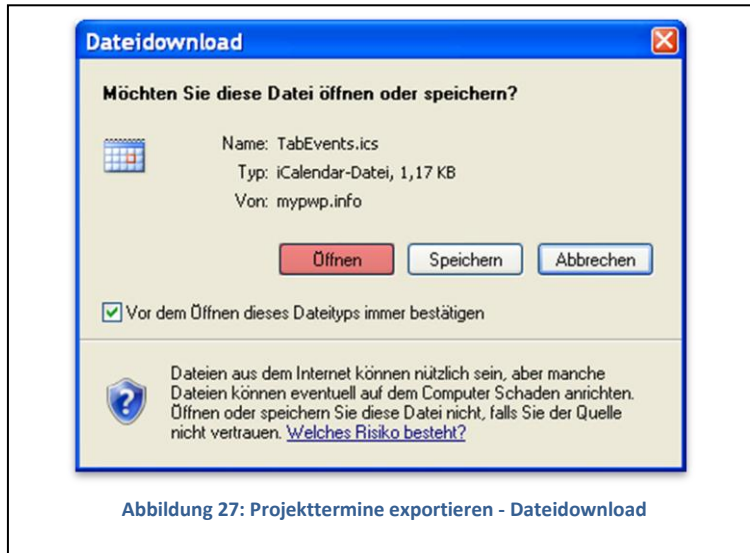 Dateidownload
Möchten Sie diese Datei öffnen oder speichern?
Name: TabEvents.ics
Typ: iCalendar-Datei, 1,17 KB
Von: mypwp.info
Öffnen Speichern Abbrechen
Vor dem Öffnen dieses Dateityps immer bestätigen
Dateien aus dem Internet können nützlich sein, aber manche
Dateien können eventuell auf dem Computer Schaden anrichten.
Öffnen oder speichern Sie diese Datei nicht, falls Sie der Quelle
nicht vertrauen. Welches Risiko besteht?
Abbildung 27: Projekttermine exportieren - Dateidownload